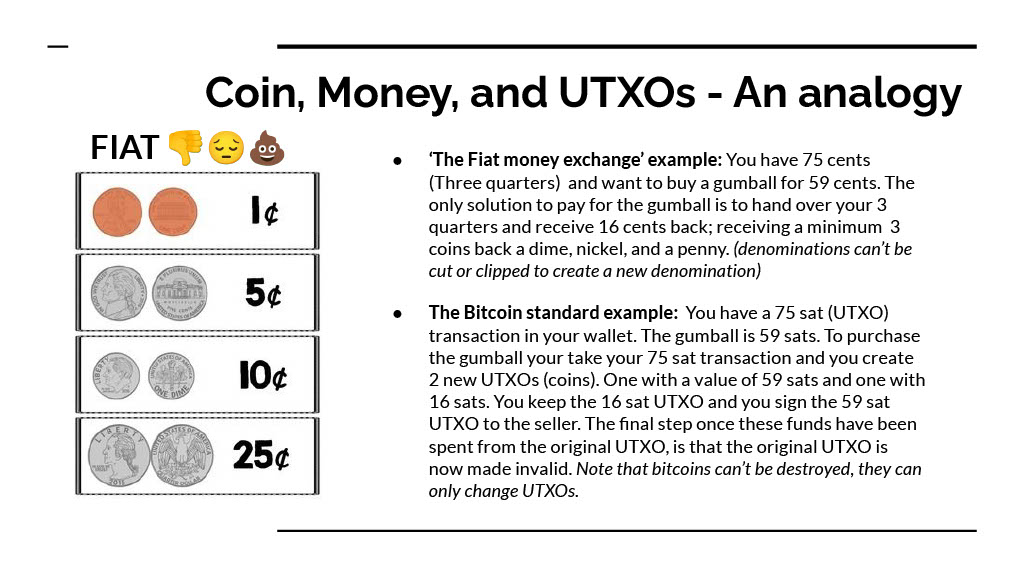 Coin, Money, and UTXOs - An analogy
FIAT 👎😔💩
1¢
5¢
10¢
25¢
● ‘The Fiat money exchange’ example: You have 75 cents
(Three quarters)  and want to buy a gumball for 59 cents. The
only solution to pay for the gumball is to hand over your 3
quarters and receive 16 cents back; receiving a minimum  3
coins back a dime, nickel, and a penny. (denominations can’t be
cut or clipped to create a new denomination)
● The Bitcoin standard example:  You have a 75 sat (UTXO)
transaction in your wallet. The gumball is 59 sats. To purchase
the gumball your take your 75 sat transaction and you create
2 new UTXOs (coins). One with a value of 59 sats and one with
16 sats. You keep the 16 sat UTXO and you sign the 59 sat
UTXO to the seller. The final step once these funds have been
spent from the original UTXO, is that the original UTXO is
now made invalid. Note that bitcoins can’t be destroyed, they can
only change UTXOs.